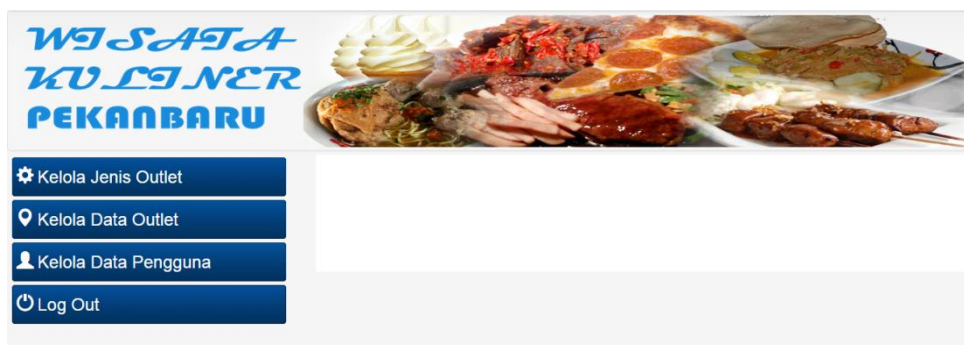 WISATA
KULINER
PEKANBARU
Kelola Jenis Outlet
Kelola Data Outlet
Kelola Data Pengguna
Log Out